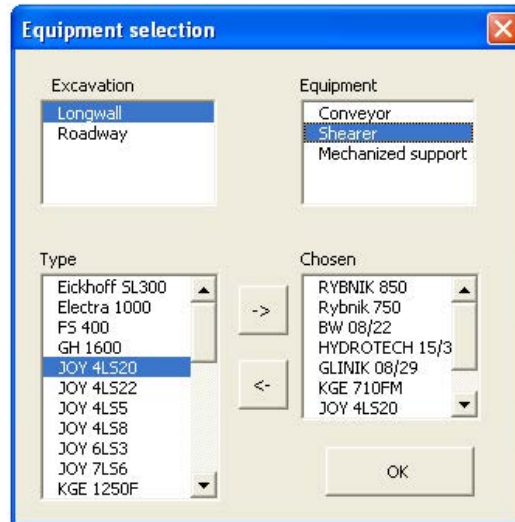 Equipment selection
Excavation
Longwall
Roadway
Equipment
Conveyor
Shearer
Mechanized support
Type
Eickhoff SL300
Electra 1000
FS 400
GH 1600
JOY 4LS20
JOY 4LS22
JOY 4LS5
JOY 4LS8
JOY 6LS3
JOY 7LS6
KGE 1250F
->
<-
Chosen
RYBNIK 850
Rybnik 750
BW 08/22
HYDROTECH 15/3
GLINIK 08/29
KGE 710FM
JOY 4LS20
OK